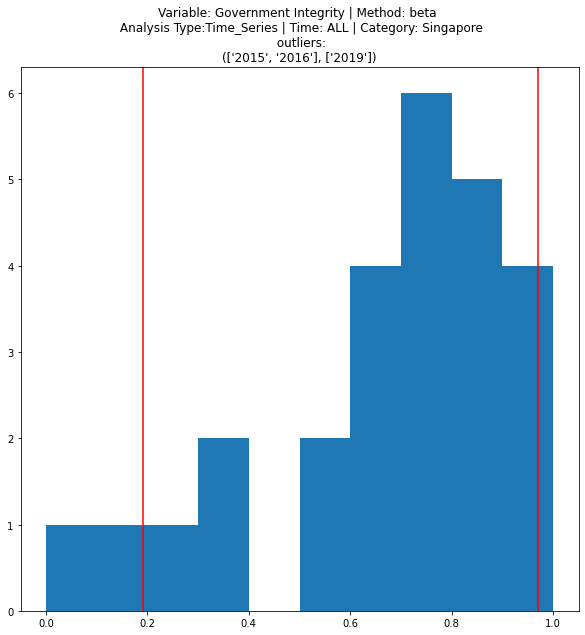 Variable: Government Integrity | Method: beta
Analysis Type:Time_Series | Time: ALL | Category: Singapore
outliers:
(['2015', '2016'], ['2019'])
6
5
4
3
2
1
0
0.0 0.2 0.4 0.6 0.8 1.0